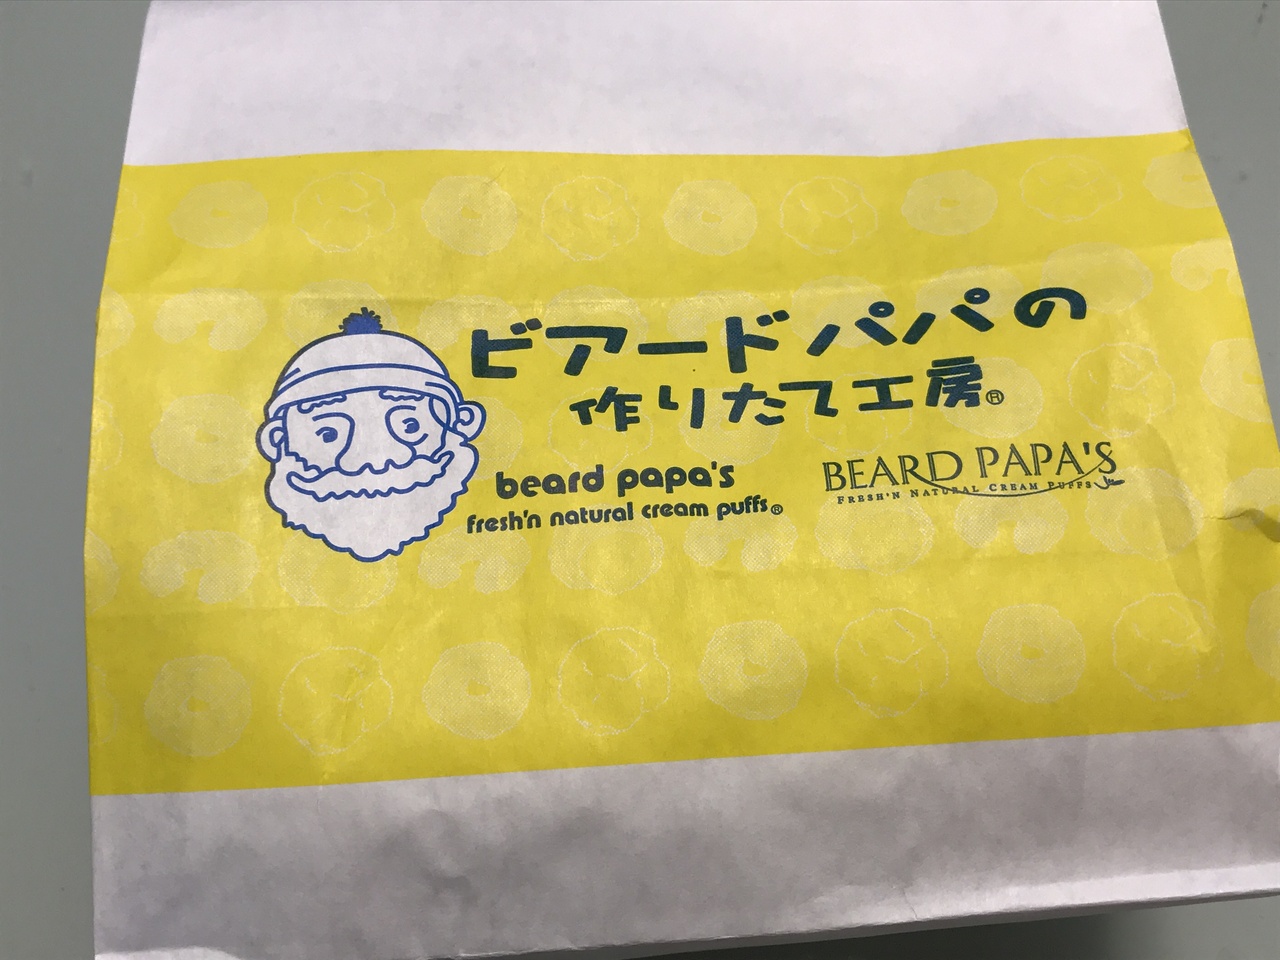 ビアードパパの
作りたて工房®
beard papa's
fresh'n natural cream puffs®
BEARD PAPA'S
FRESH'N NATURAL CREAM PUFFS